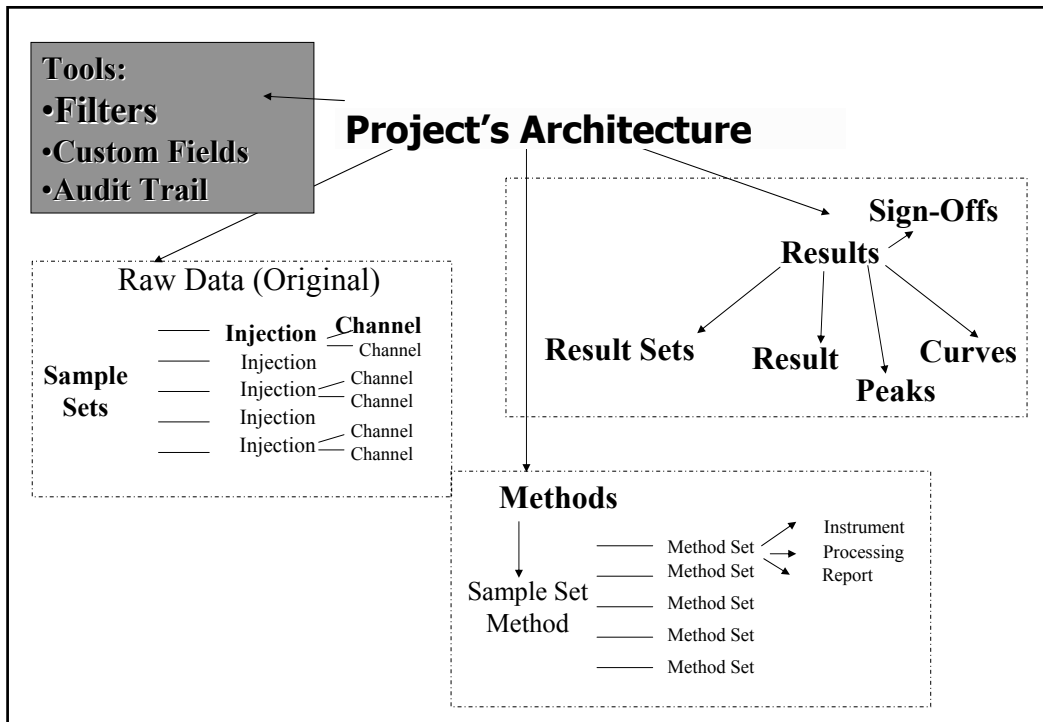 Tools:
•Filters
•Custom Fields
•Audit Trail
Project's Architecture
Raw Data (Original)
Sample
Sets
Injection
Channel
Channel
Injection
Injection
Channel
Channel
Injection
Injection
Channel
Channel
Sign-Offs
Results
Result Sets
Result
Peaks
Curves
Methods
Sample Set
Method
Method Set
Method Set
Method Set
Method Set
Method Set
Instrument
Processing
Report